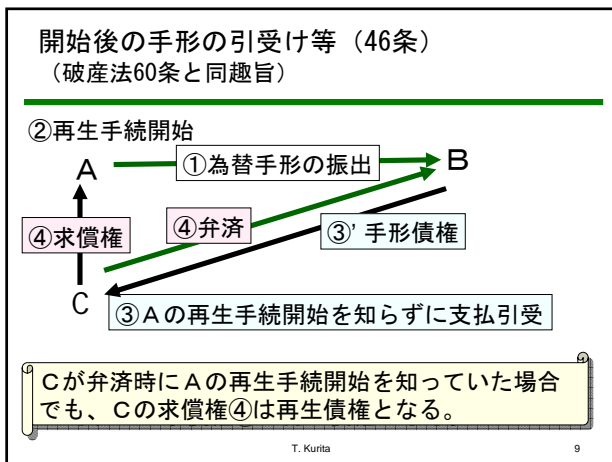 開始後の手形の引受け等（46条）
（破産法60条と同趣旨）
②再生手続開始
A
①為替手形の振出
B
④求償権
④弁済
③’手形債権
C
③Aの再生手続開始を知らずに支払引受
Cが弁済時にAの再生手続開始を知っていた場合
でも、Cの求償権④は再生債権となる。
T. Kurita
9